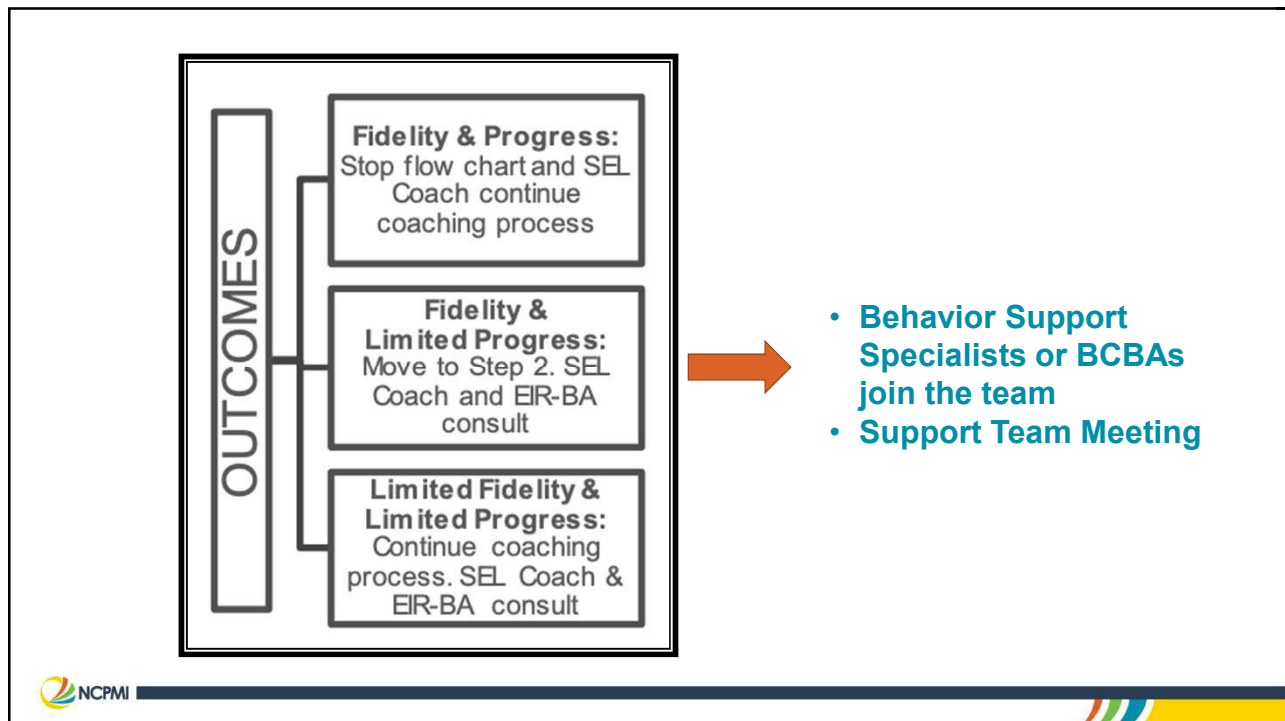 OUTCOMES
Fidelity & Progress:
Stop flow chart and SEL
Coach continue
coaching process
Fidelity &
Limited Progress:
Move to Step 2. SEL
Coach and EIR-BA
consult
Limited Fidelity &
Limited Progress:
Continue coaching
process. SEL Coach &
EIR-BA consult
• Behavior Support
Specialists or BCBAs
join the team
• Support Team Meeting
NCPMI